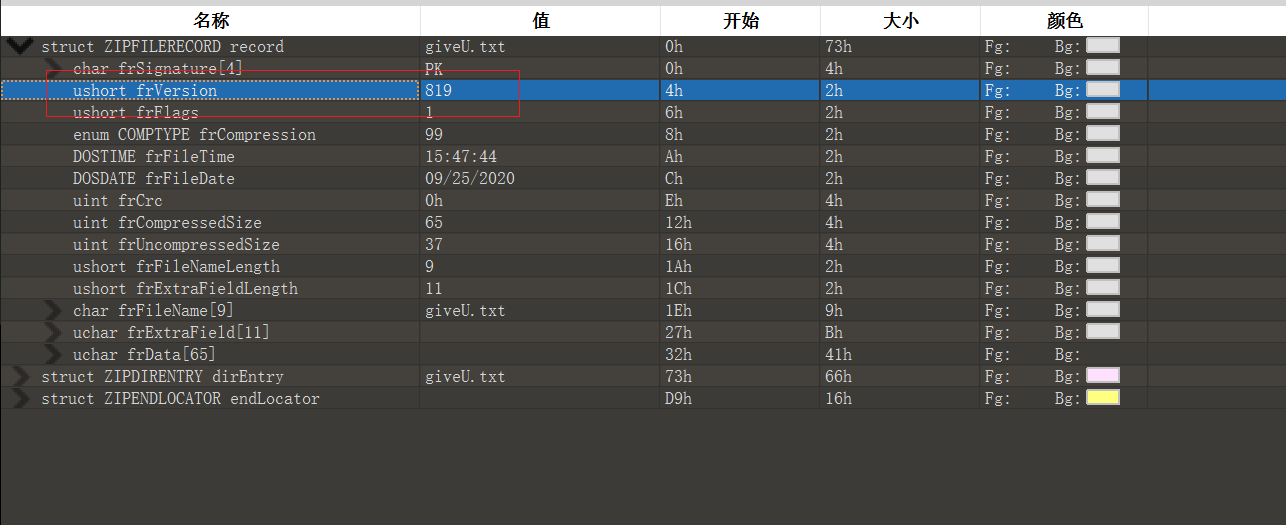 名称 值 开始 大小 颜色
struct ZIPFILERECORD record giveU.txt 0h 73h Fg: Bg:
char frSignature[4] PK 0h 4h Fg: Bg:
ushort frVersion 819 4h 2h Fg: Bg:
ushort frFlags 1 6h 2h Fg: Bg:
enum COMPTYPE frCompression 99 8h 2h Fg: Bg:
DOSTIME frFileTime 15:47:44 Ah 2h Fg: Bg:
DOSDATE frFileDate 09/25/2020 Ch 2h Fg: Bg:
uint frCrc 0h Eh 4h Fg: Bg:
uint frCompressedSize 65 12h 4h Fg: Bg:
uint frUncompressedSize 37 16h 4h Fg: Bg:
ushort frFileNameLength 9 1Ah 2h Fg: Bg:
ushort frExtraFieldLength 11 1Ch 2h Fg: Bg:
char frFileName[9] giveU.txt 1Eh 9h Fg: Bg:
uchar frExtraField[11] 27h Bh Fg: Bg:
uchar frData[65] 32h 41h Fg: Bg:
struct ZIPDIRENTRY dirEntry giveU.txt 73h 66h Fg: Bg:
struct ZIPENDLOCATOR endLocator D9h 16h Fg: Bg: